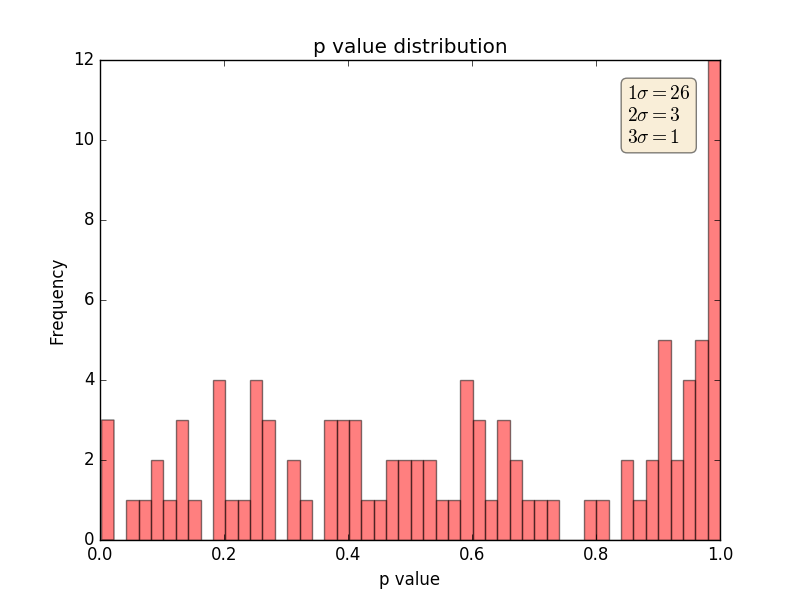 p value distribution
12
10
8
6
4
2
0
Frequency
1σ = 26
2σ = 3
3σ = 1
0.0 0.2 0.4 0.6 0.8 1.0
p value